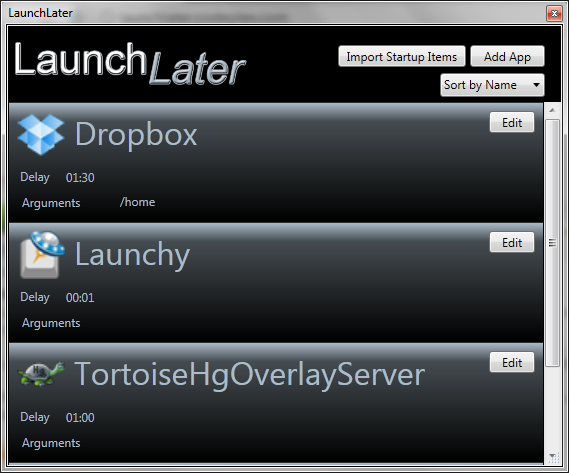 LaunchLater
LaunchLater
Import Startup Items
Add App
Sort by Name
Dropbox
Edit
Delay 01:30
Arguments /home
Launchy
Edit
Delay 00:01
Arguments
TortoiseHgOverlayServer
Edit
Delay 01:00
Arguments